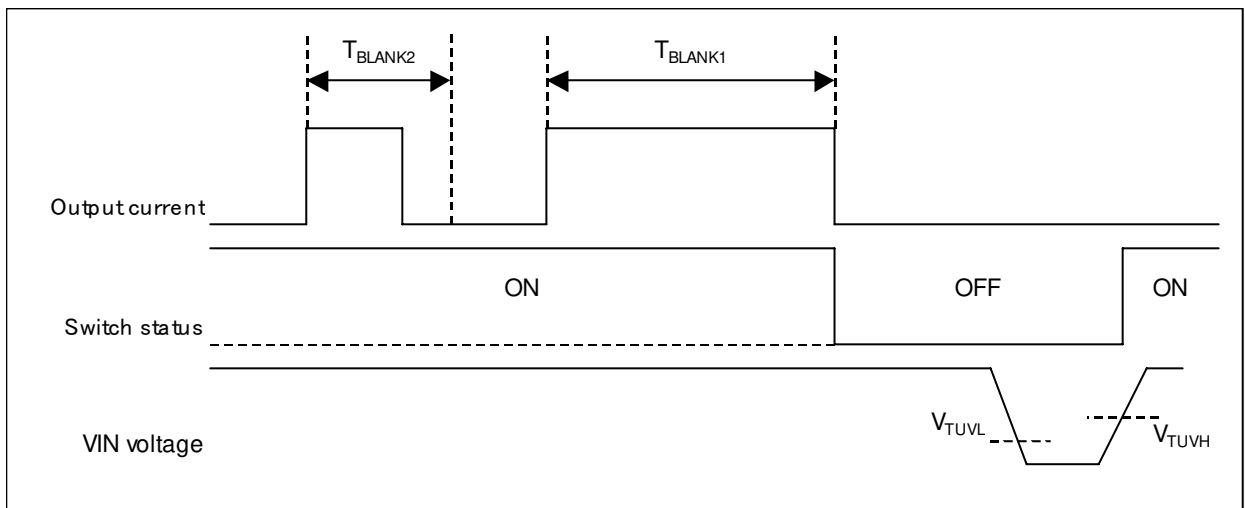 TBLANK2
TBLANK1
Output current
ON
OFF
ON
Switch status
VTUVL
VTUVH
VIN voltage